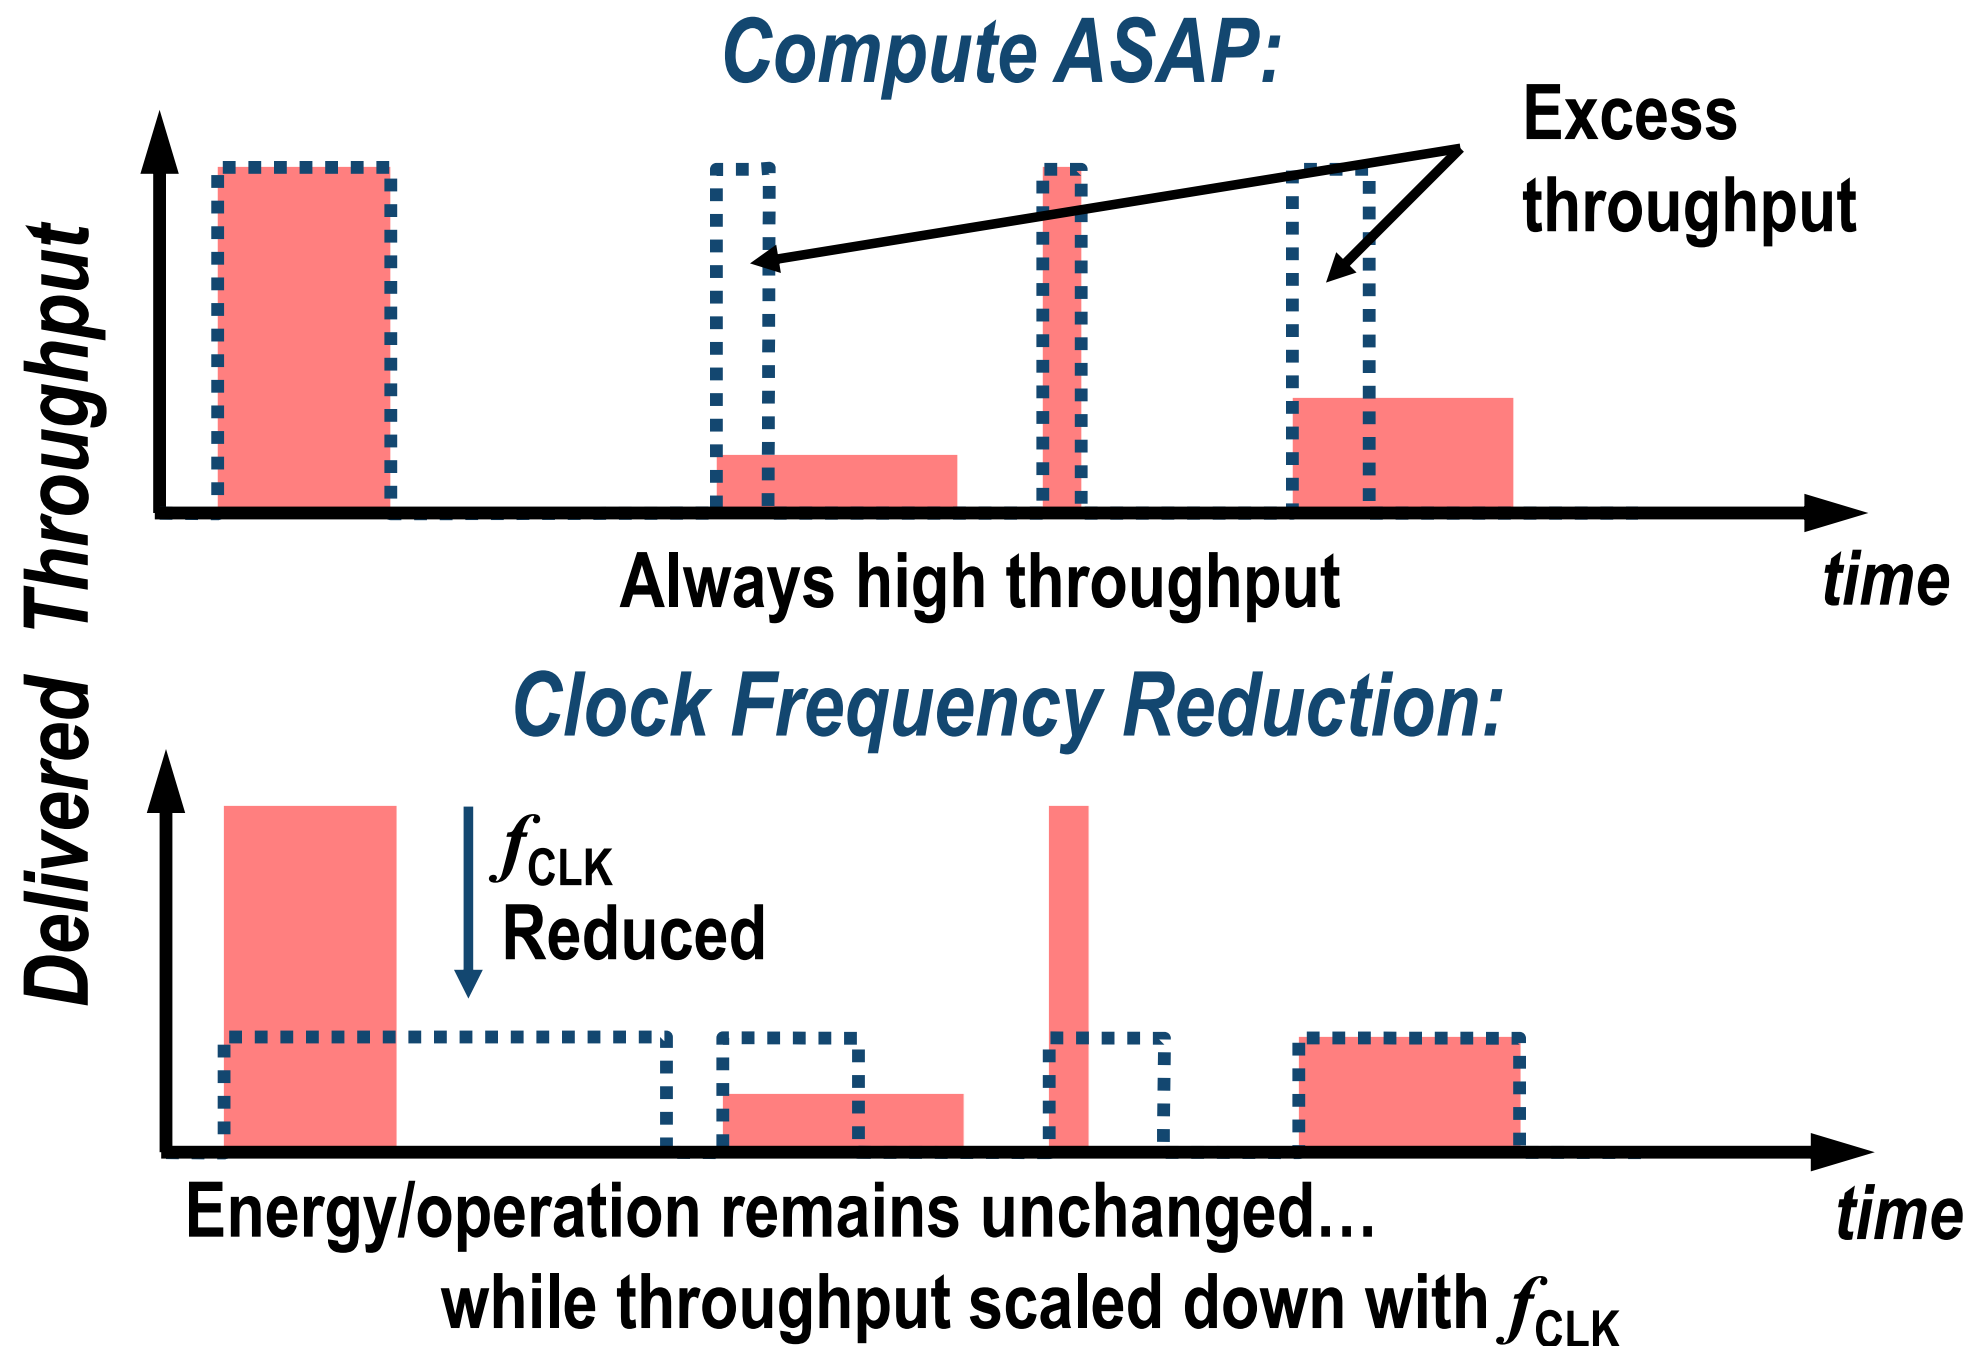 Compute ASAP:
Excess
throughput
Delivered Throughput
Always high throughput
time
Clock Frequency Reduction:
fCLK
Reduced
Energy/operation remains unchanged…
time
while throughput scaled down with fCLK